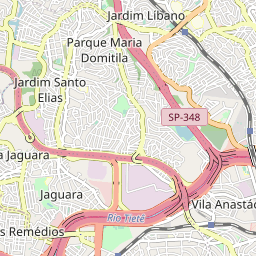 Jardim Líbano
Parque Maria
Domitila
Jardim Santo
Elias
SP-348
Jaguara
Jaguara
Rio Tietê
Vila Anastác
s Remédios